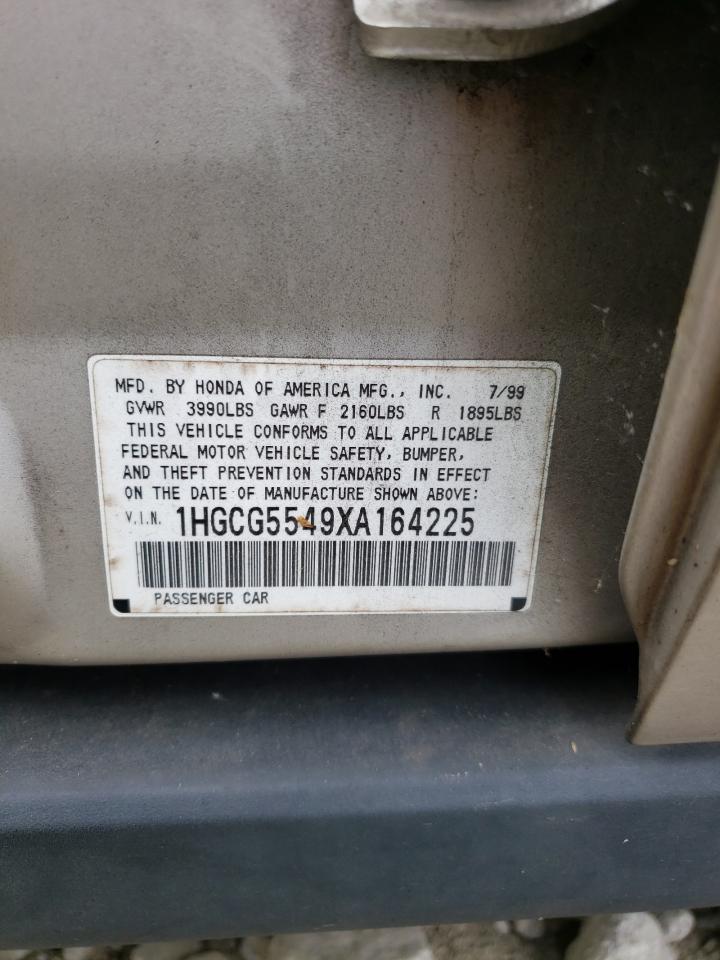 MFD. BY HONDA OF AMERICA MFG., INC. 7/99
GVWR 3990LBS GAWR F 2160LBS R 1895LBS
THIS VEHICLE CONFORMS TO ALL APPLICABLE
FEDERAL MOTOR VEHICLE SAFETY, BUMPER,
AND THEFT PREVENTION STANDARDS IN EFFECT
ON THE DATE OF MANUFACTURE SHOWN ABOVE:
V.I.N. 1HGCG5549XA164225
PASSENGER CAR